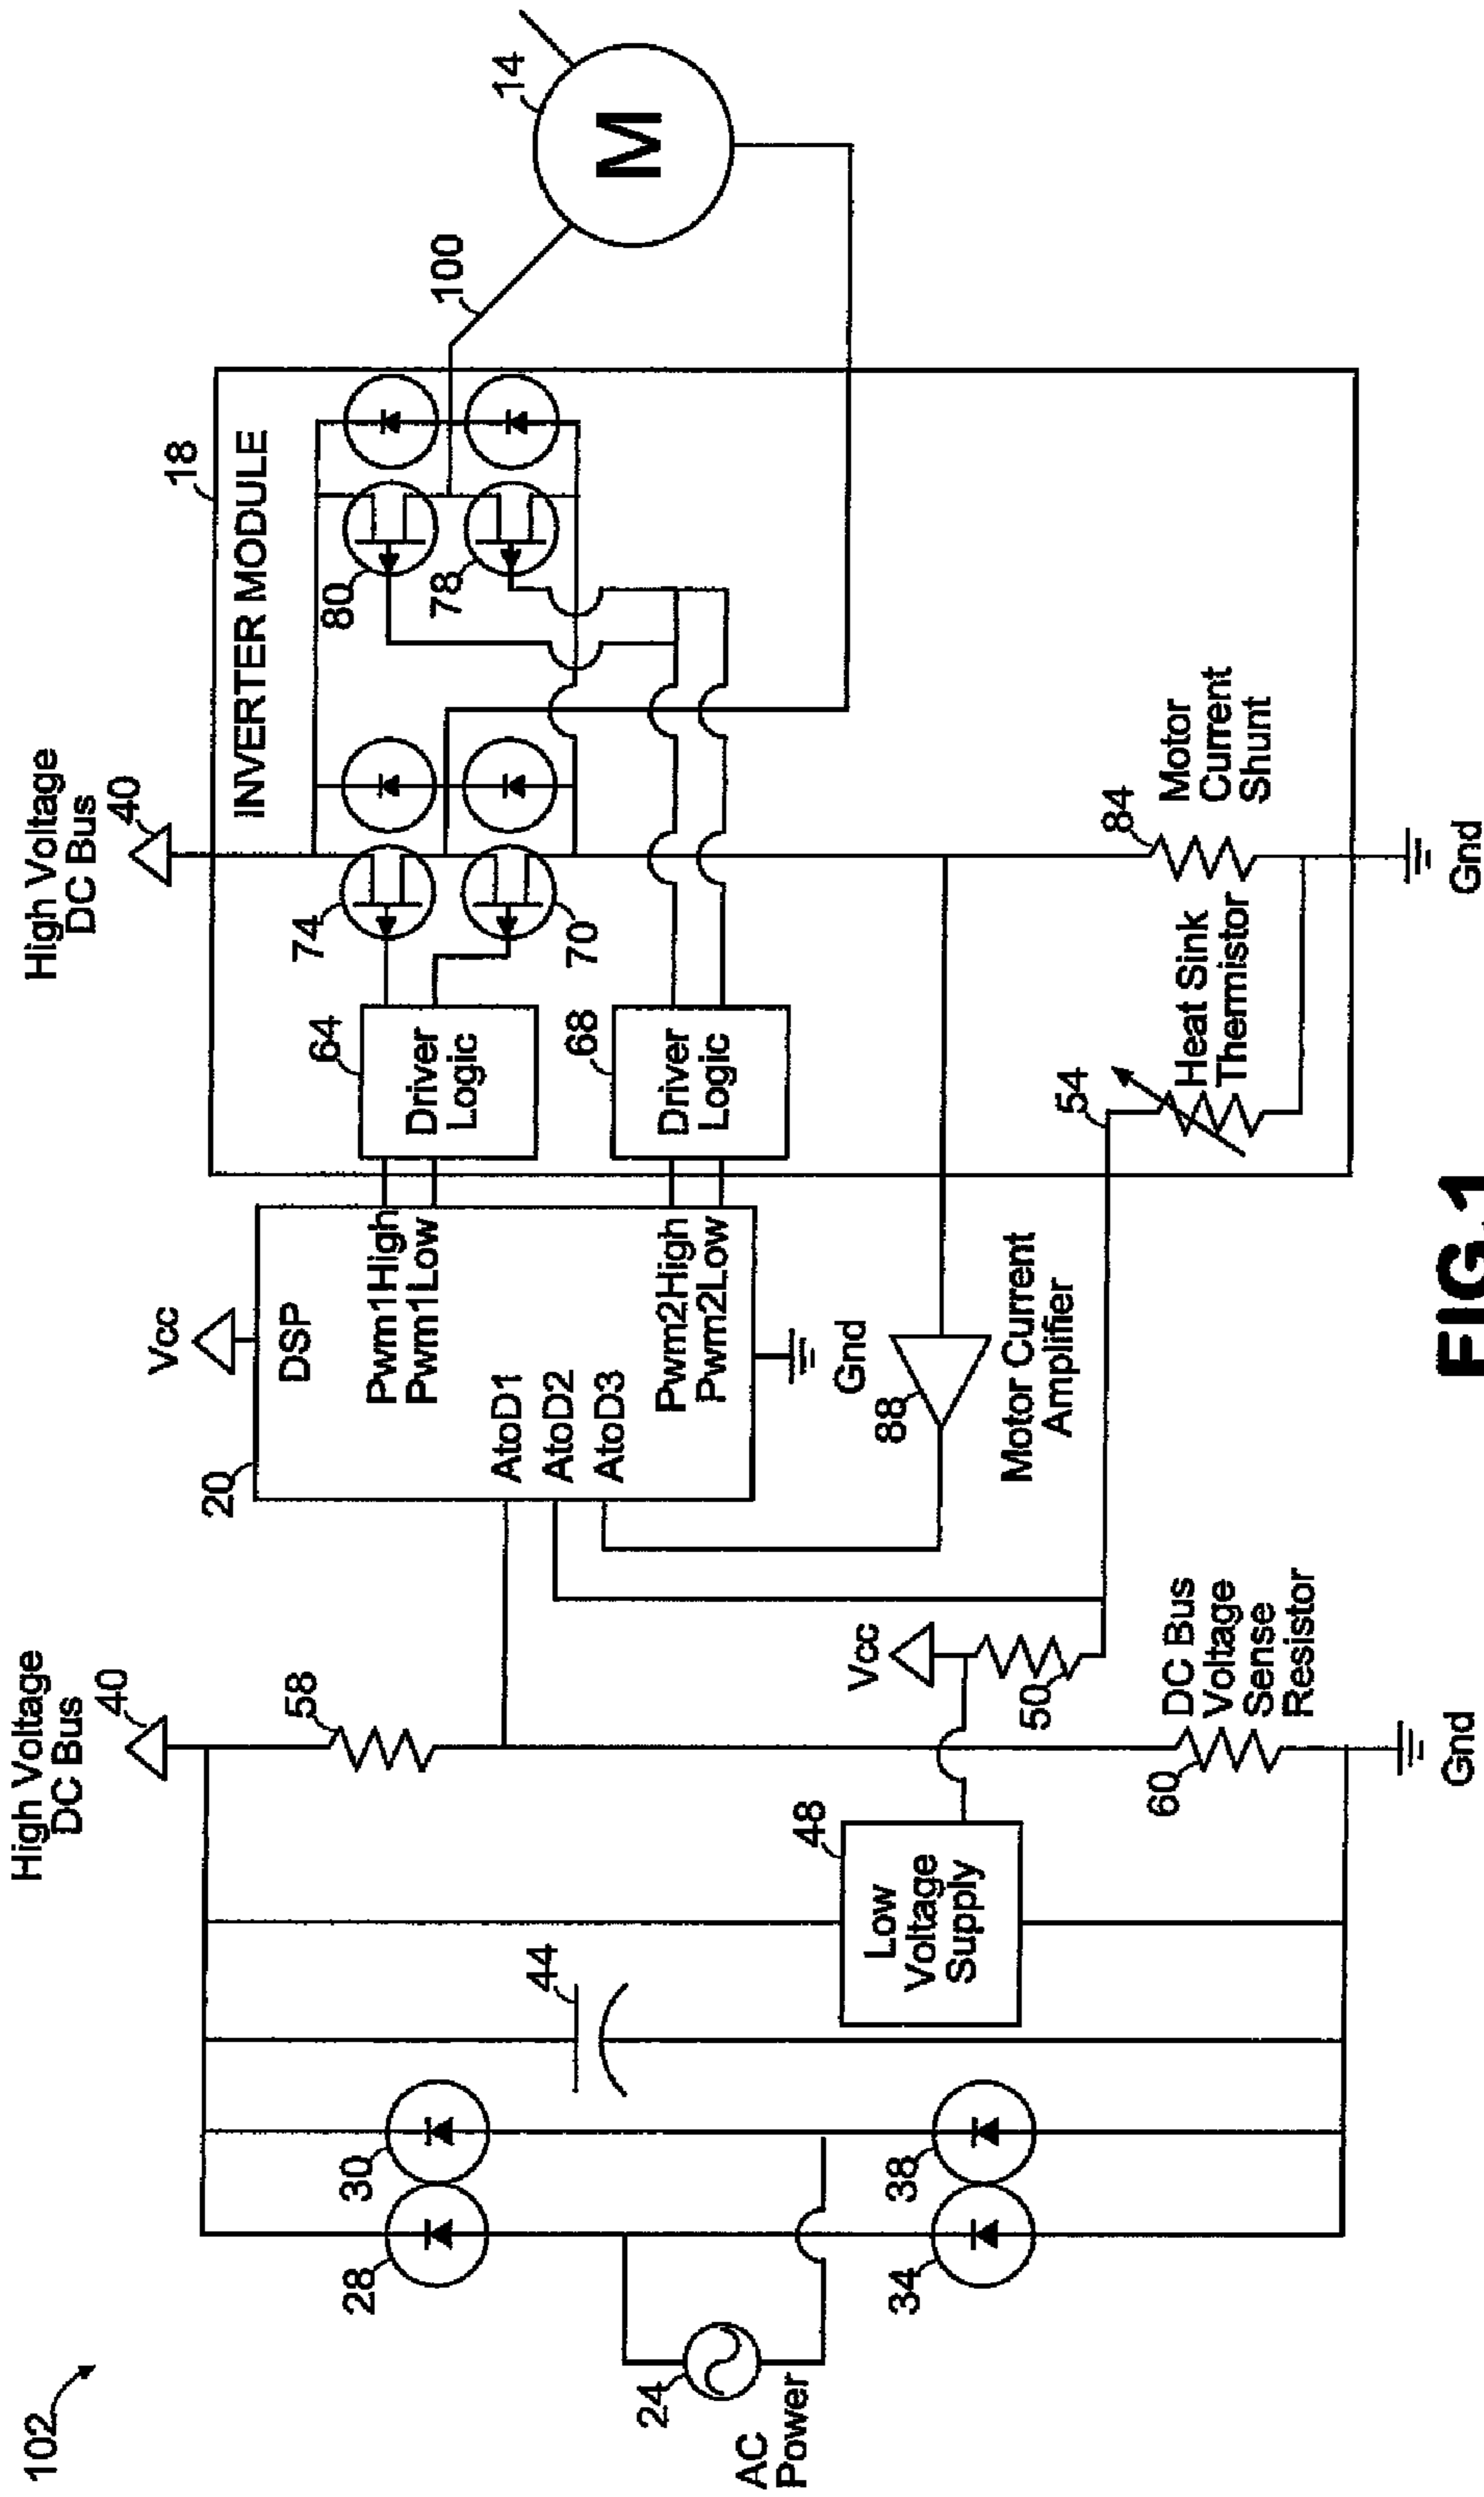 102
High Voltage
DC Bus
40
High Voltage
DC Bus
40
18
INVERTER MODULE
14
M
100
Vcc
20
DSP
Pwm1High
Pwm1Low
AtoD1
AtoD2
AtoD3
Pwm2High
Pwm2Low
Gnd
64
Driver
Logic
68
Driver
Logic
74
70
80
78
58
28
30
44
24
AC
Power
34
38
48
Low
Voltage
Supply
Vcc
50
88
Motor Current
Amplifier
54
Heat Sink
Thermistor
84
Motor
Current
Shunt
60
DC Bus
Voltage
Sense
Resistor
Gnd
Gnd
FIG.1